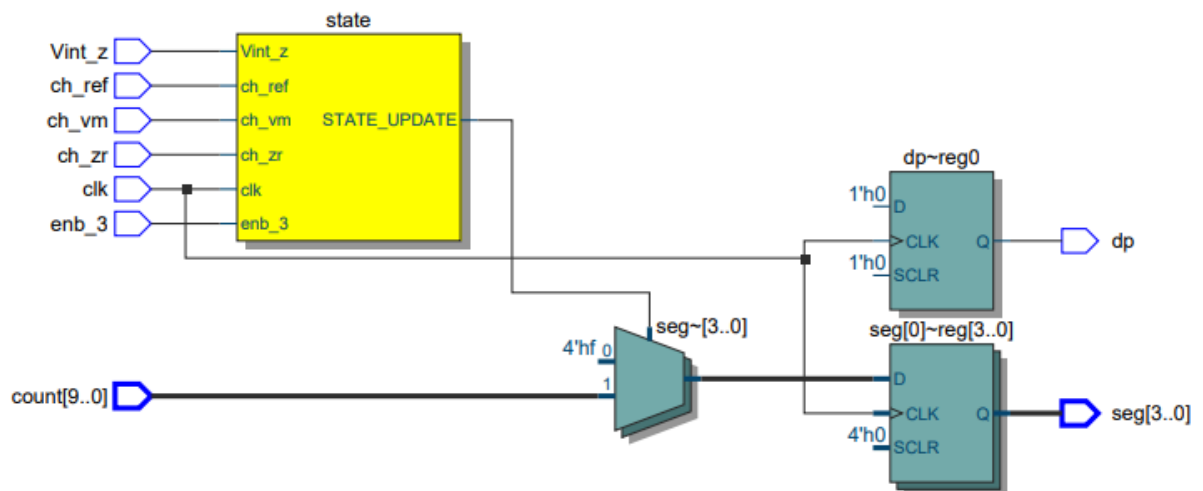 state
Vint_z
ch_ref
ch_vm
ch_zr
clk
enb_3
Vint_z
ch_ref
ch_vm
STATE_UPDATE
ch_zr
clk
enb_3
dp~reg0
1'h0
D
CLK
Q
1'h0
SCLR
dp
seg~[3..0]
4'hf
0
1
count[9..0]
seg[0]~reg[3..0]
D
CLK
Q
4'h0
SCLR
seg[3..0]